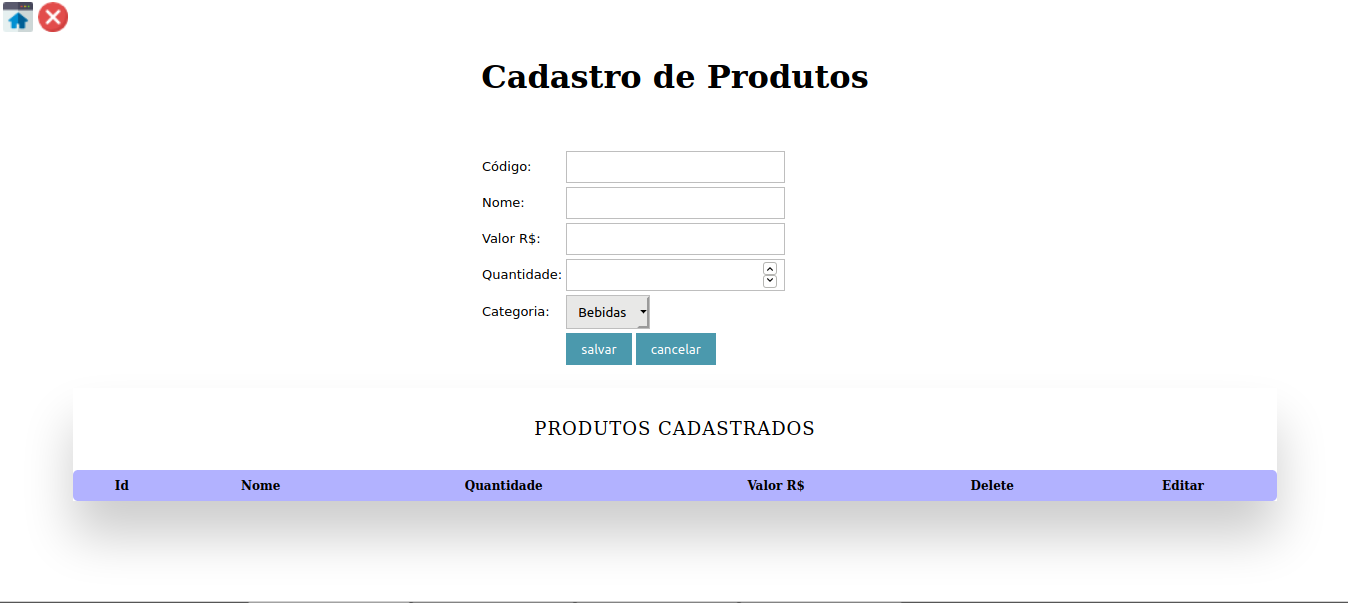 Cadastro de Produtos
Código:
Nome:
Valor R$:
Quantidade:
Categoria: Bebidas
salvar cancelar
PRODUTOS CADASTRADOS
Id Nome Quantidade Valor R$ Delete Editar